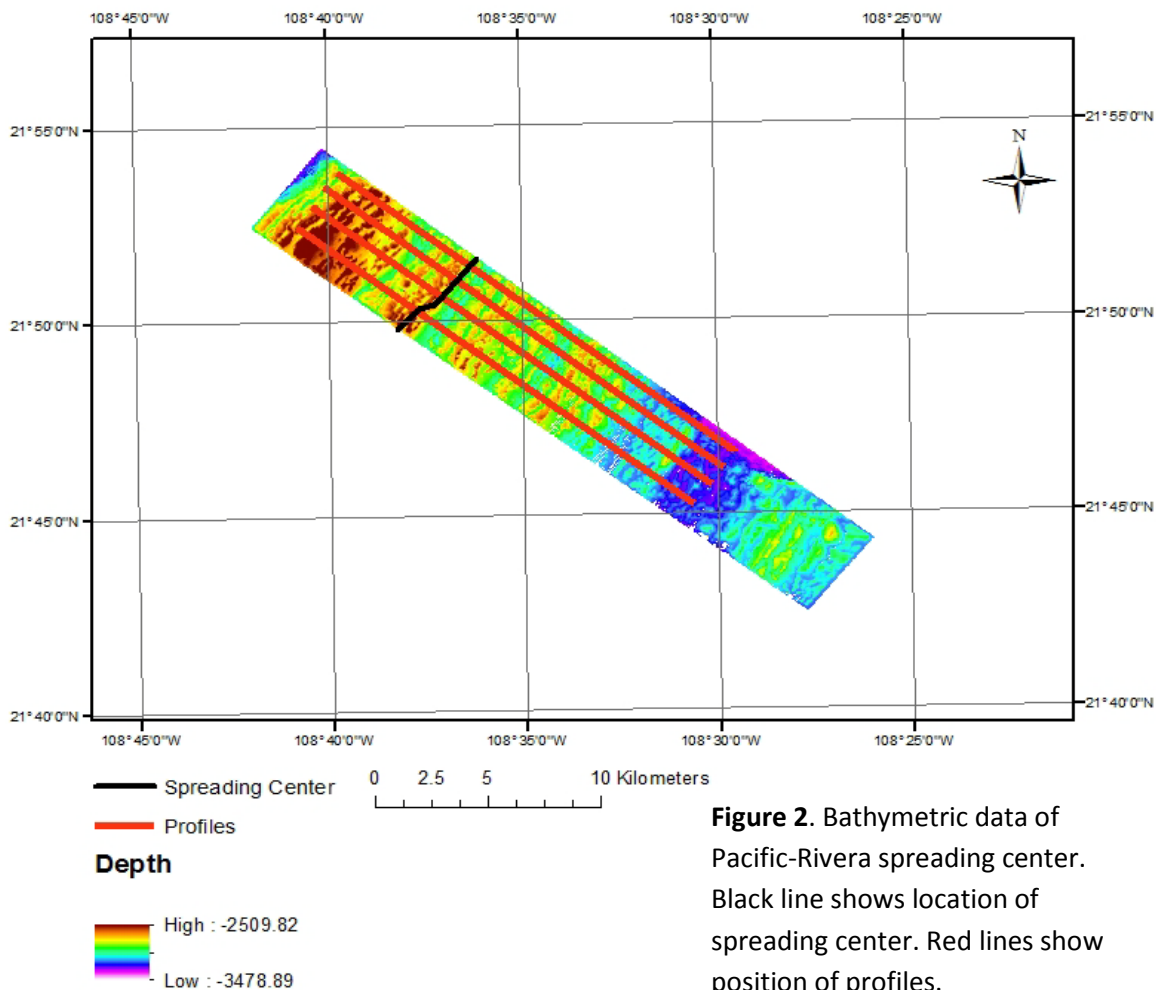 108°45'0"W 108°40'0"W 108°35'0"W 108°30'0"W 108°25'0"W
21°55'0"N 21°55'0"N
N
21°50'0"N 21°50'0"N
21°45'0"N 21°45'0"N
21°40'0"N 21°40'0"N
108°45'0"W 108°40'0"W 108°35'0"W 108°30'0"W 108°25'0"W
Spreading Center
Profiles
0 2.5 5 10 Kilometers
Depth
High : -2509.82
Low : -3478.89
Figure 2. Bathymetric data of
Pacific-Rivera spreading center.
Black line shows location of
spreading center. Red lines show
position of profiles.